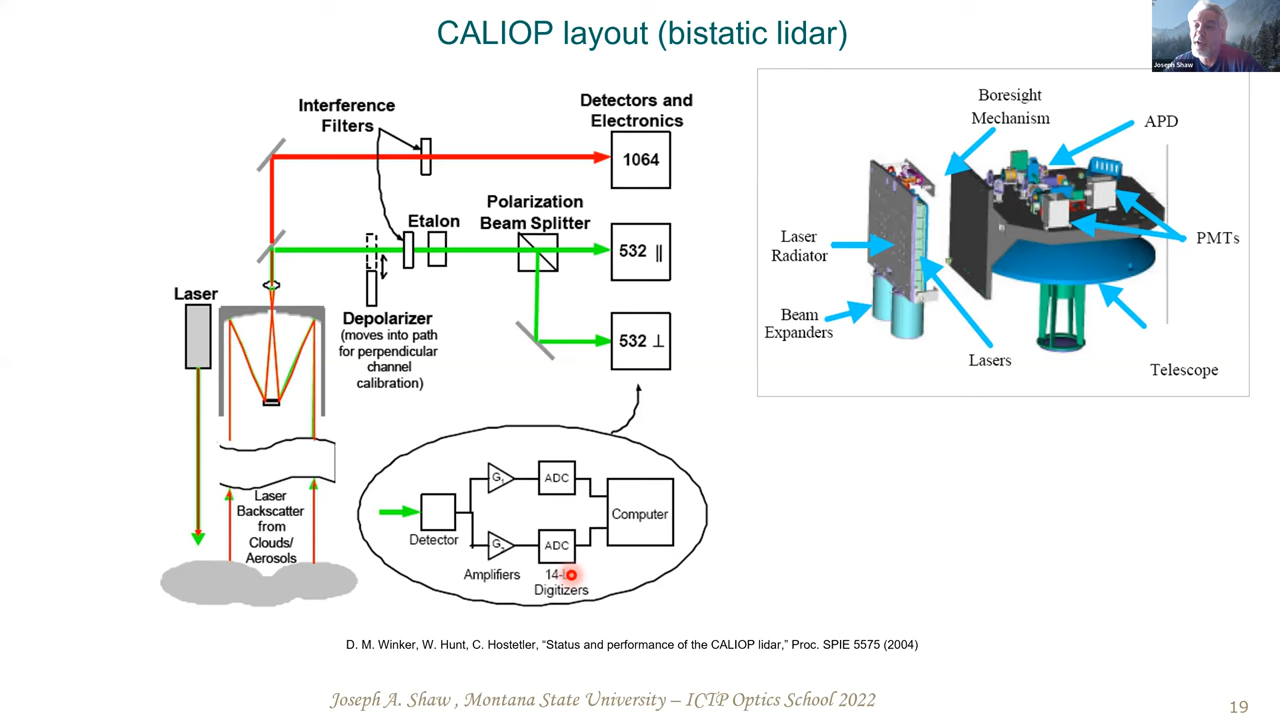 CALIOP layout (bistatic lidar)
Joseph Shaw
Interference
Filters
Detectors and
Electronics
1064
Etalon
Polarization
Beam Splitter
532 ||
532 ⊥
Laser
Depolarizer
(moves into path
for perpendicular
channel
calibration)
Laser
Backscatter
from
Clouds/
Aerosols
G₁
ADC
Computer
Detector
G₂
ADC
Amplifiers
14-
Digitizers
Boresight
Mechanism
APD
Laser
Radiator
PMTs
Beam
Expanders
Lasers
Telescope
D. M. Winker, W. Hunt, C. Hostetler, “Status and performance of the CALIOP lidar,” Proc. SPIE 5575 (2004)
Joseph A. Shaw , Montana State University – ICTP Optics School 2022
19